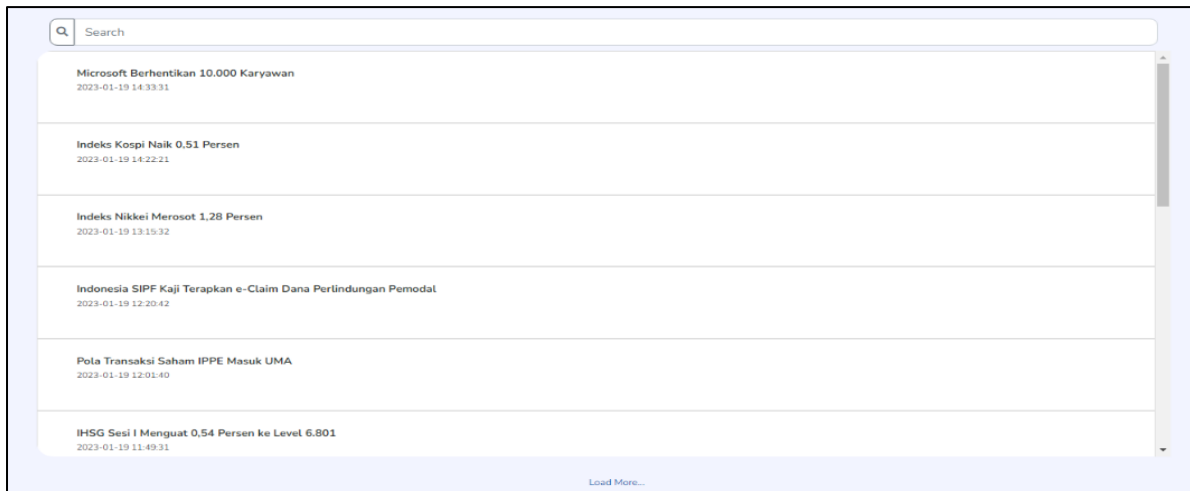 Search
Microsoft Berhentikan 10.000 Karyawan
2023-01-19 14:33:31
Indeks Kospi Naik 0,51 Persen
2023-01-19 14:22:21
Indeks Nikkei Merosot 1,28 Persen
2023-01-19 13:15:32
Indonesia SIPF Kaji Terapkan e-Claim Dana Perlindungan Pemodal
2023-01-19 12:20:42
Pola Transaksi Saham IPPE Masuk UMA
2023-01-19 12:01:40
IHSG Sesi I Menguat 0,54 Persen ke Level 6.801
2023-01-19 11:49:31
Load More...